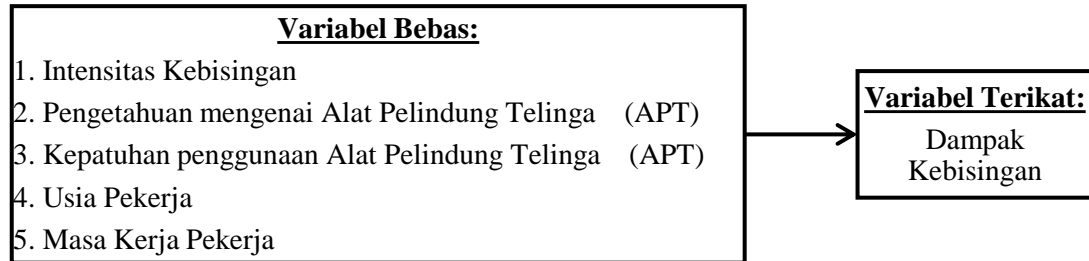 Variabel Bebas:
1. Intensitas Kebisingan
2. Pengetahuan mengenai Alat Pelindung Telinga (APT)
3. Kepatuhan penggunaan Alat Pelindung Telinga (APT)
4. Usia Pekerja
5. Masa Kerja Pekerja
Variabel Terikat:
Dampak
Kebisingan